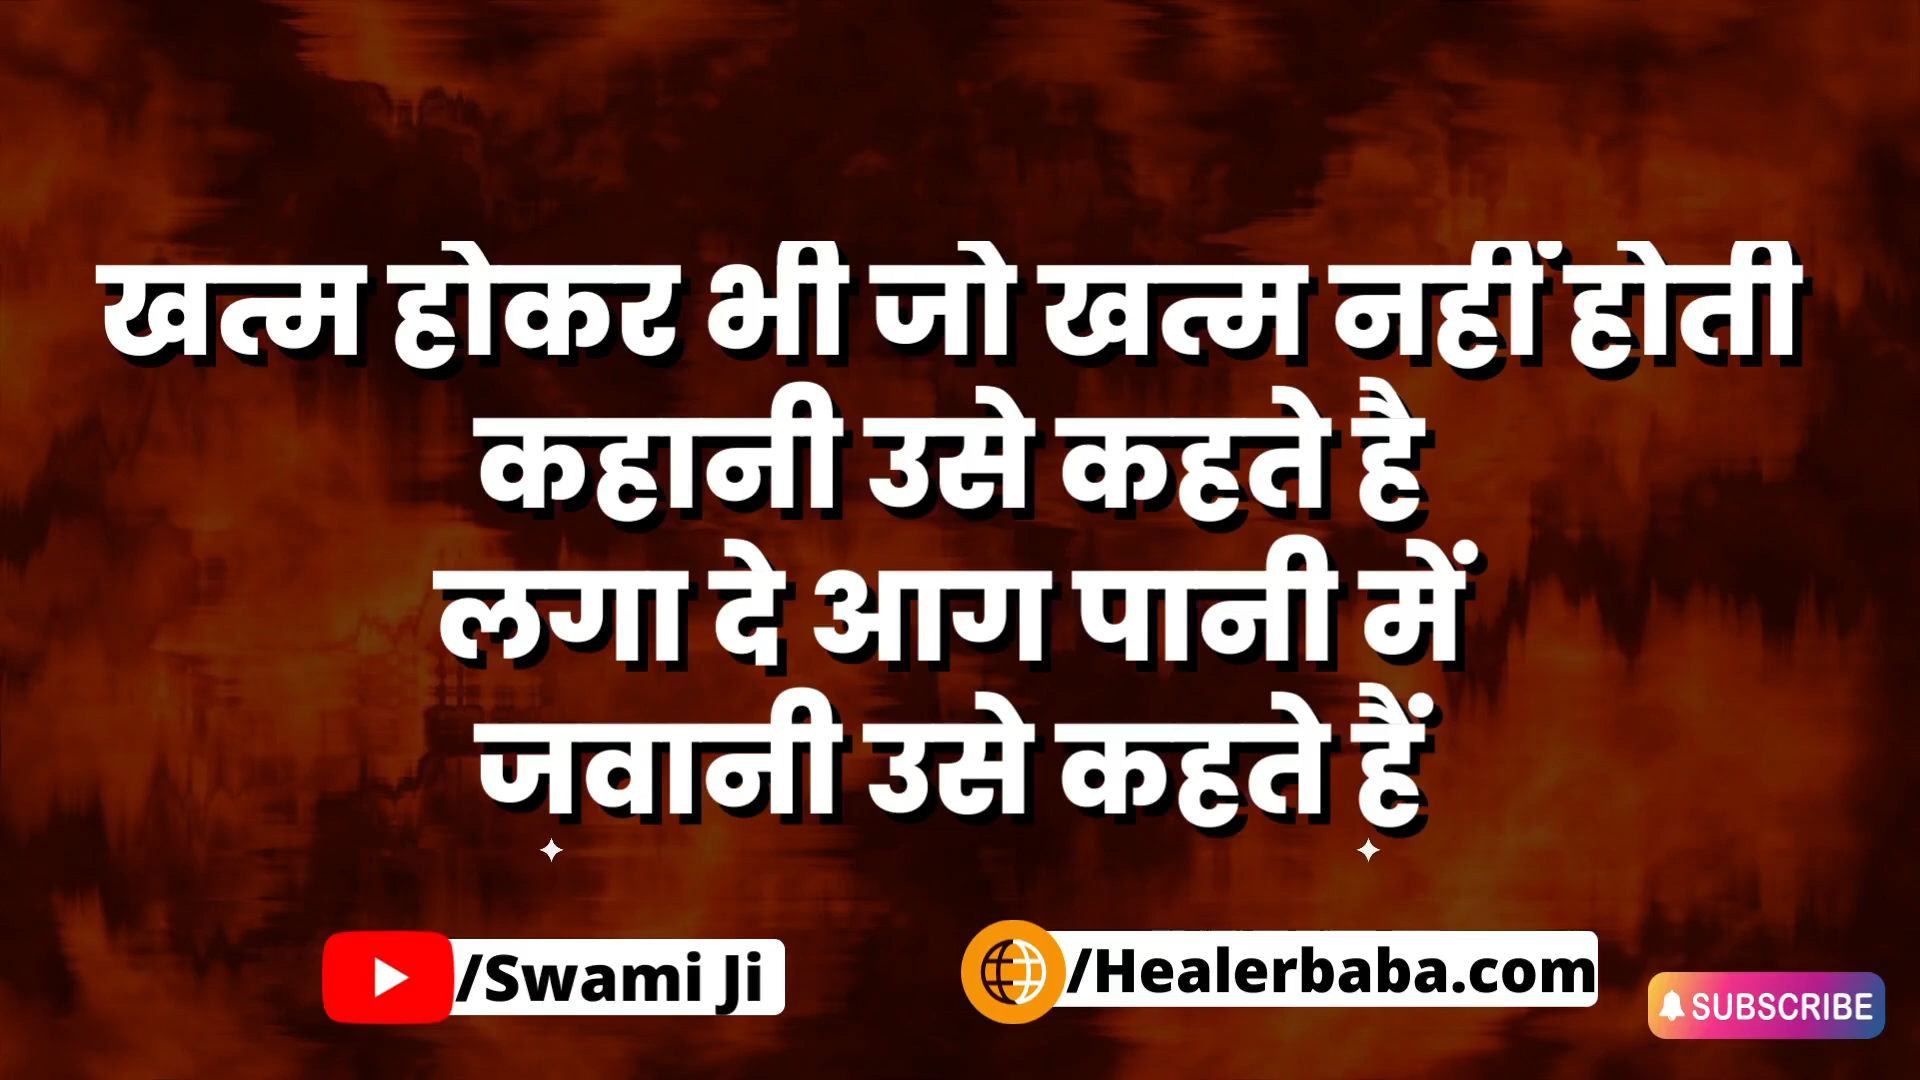 खत्म होकर भी जो खत्म नहीं होती
कहानी उसे कहते है
लगा दे आग पानी में
जवानी उसे कहते हैं
/Swami Ji
/Healerbaba.com
SUBSCRIBE